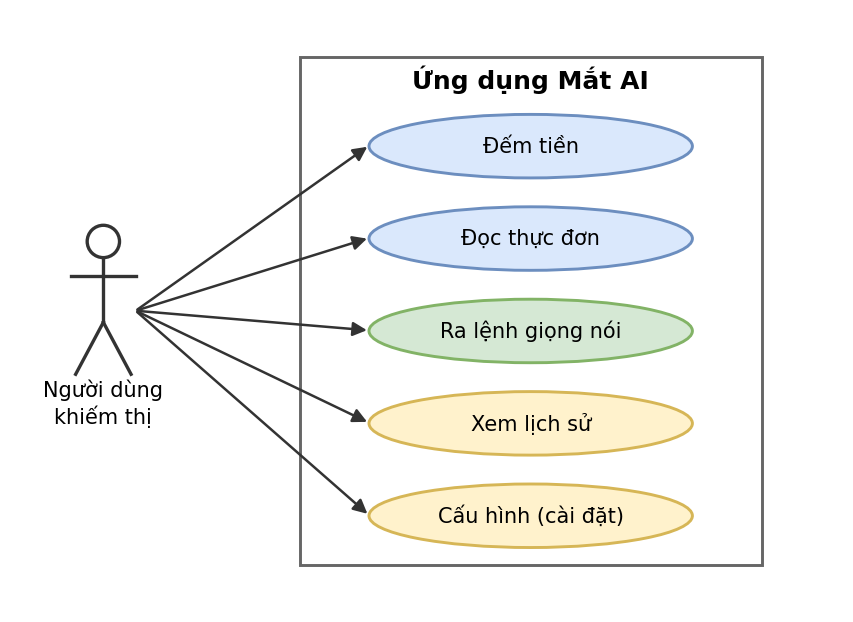 Ứng dụng Mắt AI
Đếm tiền
Đọc thực đơn
Ra lệnh giọng nói
Xem lịch sử
Cấu hình (cài đặt)
Người dùng
khiếm thị